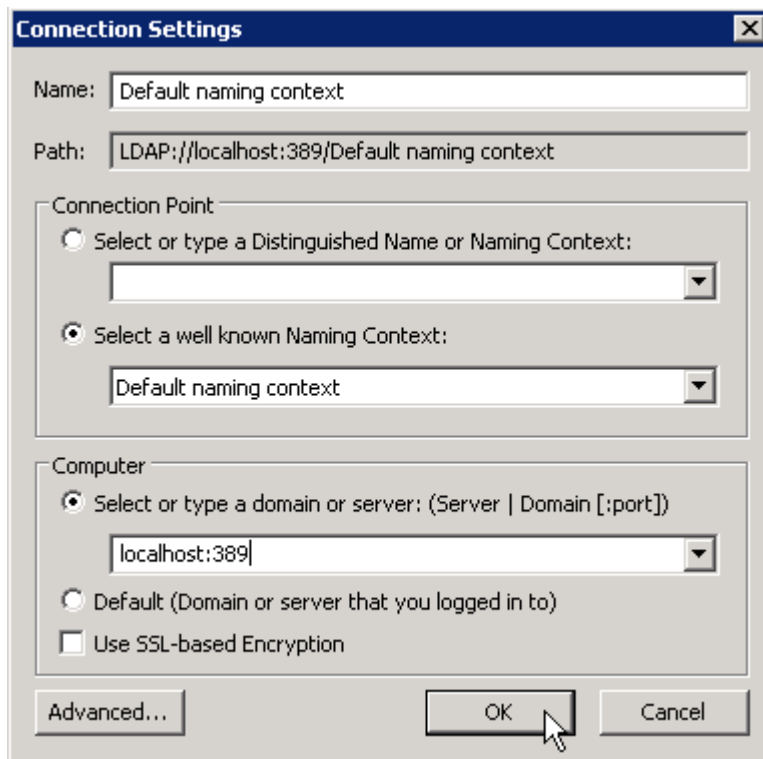 Connection Settings
Name: Default naming context
Path: LDAP://localhost:389/Default naming context
Connection Point
Select or type a Distinguished Name or Naming Context:
Select a well known Naming Context:
Default naming context
Computer
Select or type a domain or server: (Server | Domain [:port])
localhost:389
Default (Domain or server that you logged in to)
Use SSL-based Encryption
Advanced... OK Cancel